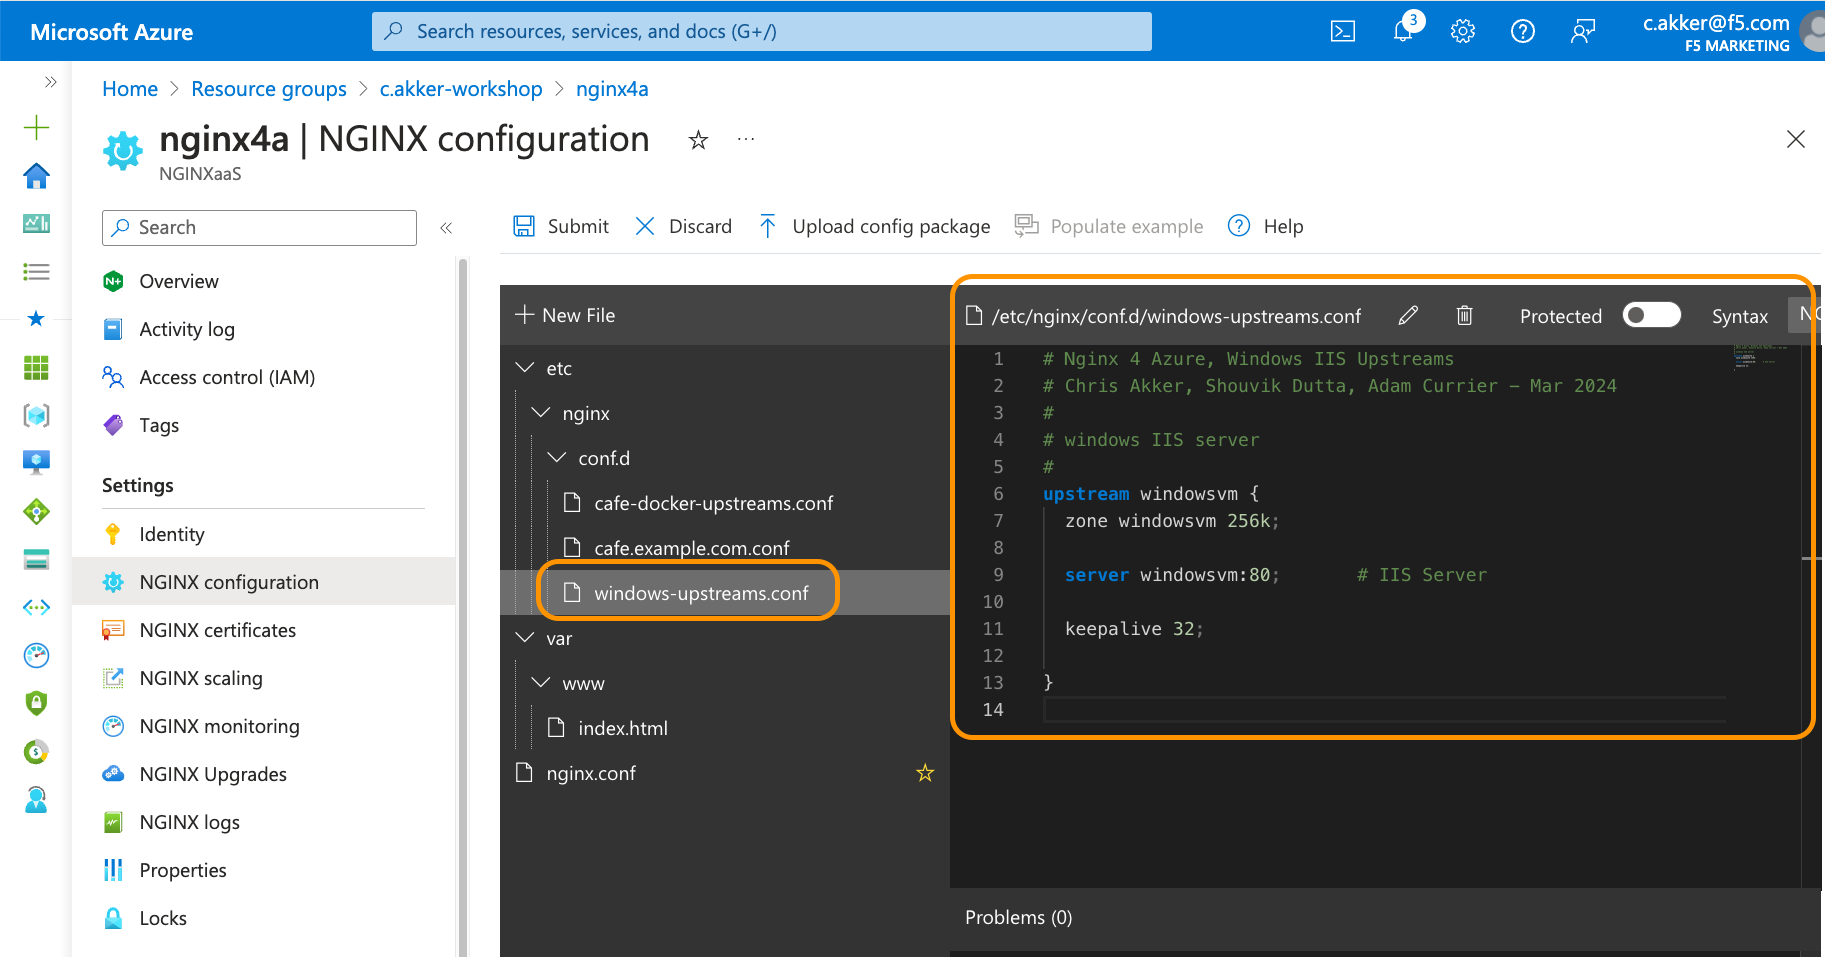 Microsoft Azure
Search resources, services, and docs (G+/)
3
c.akker@f5.com
F5 MARKETING
Home > Resource groups > c.akker-workshop > nginx4a
nginx4a | NGINX configuration
NGINXaaS
Search
Submit
Discard
Upload config package
Populate example
Help
Overview
Activity log
Access control (IAM)
Tags
Settings
Identity
NGINX configuration
NGINX certificates
NGINX scaling
NGINX monitoring
NGINX Upgrades
NGINX logs
Properties
Locks
New File
etc
nginx
conf.d
cafe-docker-upstreams.conf
cafe.example.com.conf
windows-upstreams.conf
var
www
index.html
nginx.conf
/etc/nginx/conf.d/windows-upstreams.conf
Protected
Syntax
1 # Nginx 4 Azure, Windows IIS Upstreams
2 # Chris Akker, Shouvik Dutta, Adam Currier - Mar 2024
3 #
4 # windows IIS server
5 #
6 upstream windowsvm {
7 zone windowsvm 256k;
8
9 server windowsvm:80; # IIS Server
10
11 keepalive 32;
12
13 }
14
Problems (0)